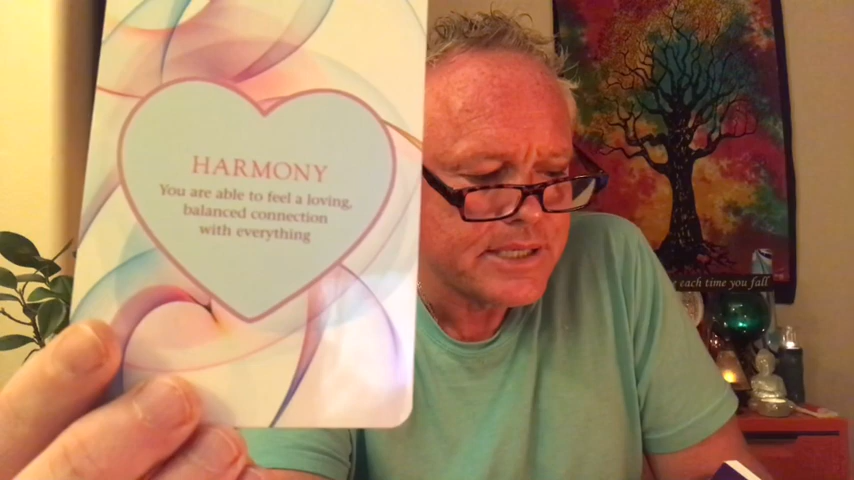 HARMONY
You are able to feel a loving,
balanced connection
with everything
each time you fall